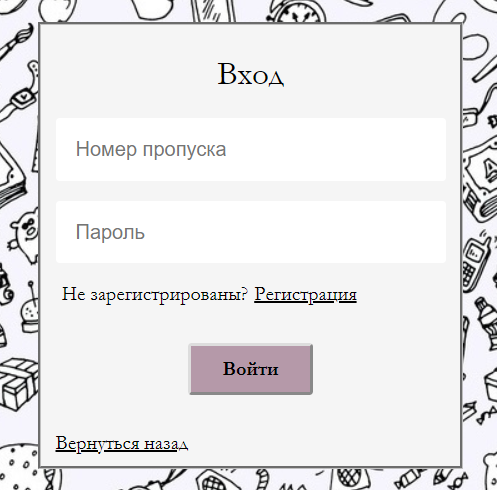 Вход
Номер пропуска
Пароль
Не зарегистрированы? Регистрация
Войти
Вернуться назад